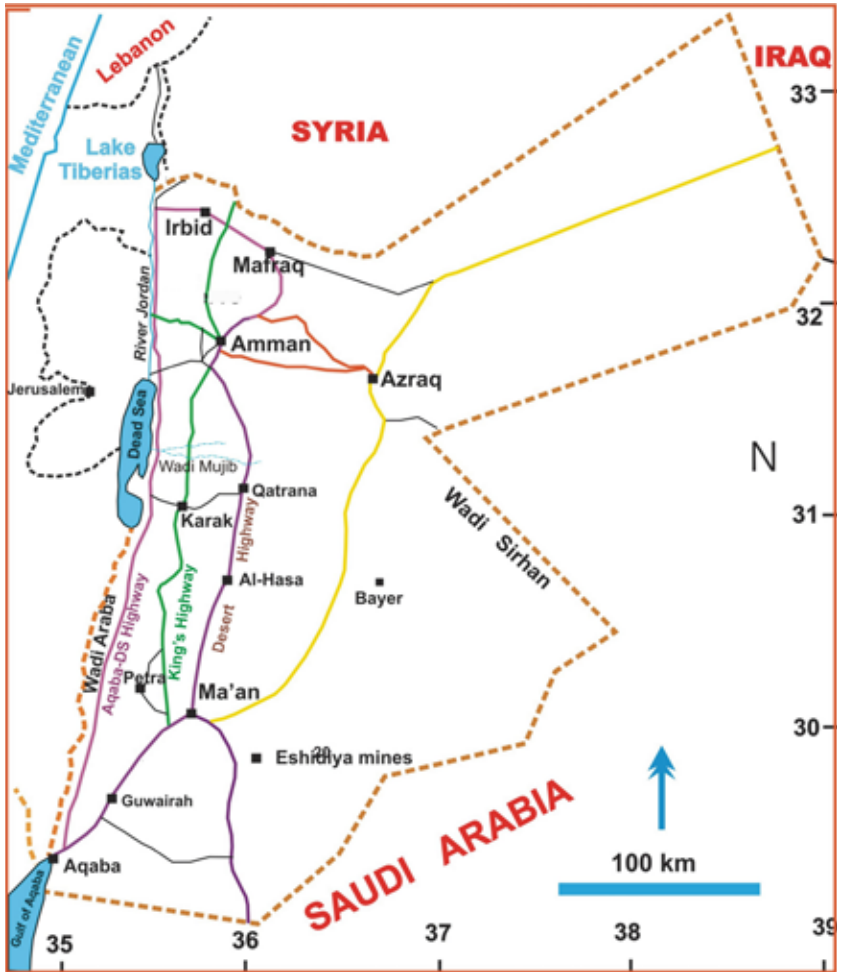 Lebanon
IRAQ
33
Mediterranean
SYRIA
Lake
Tiberias
Irbid
Mafraq
River Jordan
32
Amman
Azraq
Jerusalem
Dead Sea
N
Wadi Mujib
Qatrana
Karak
31
Wadi Sirhan
Highway
Al-Hasa
Bayer
Desert
King's Highway
Aqaba-DS Highway
Wadi Araba
Petra
Ma'an
30
20
Eshidiya mines
Guwairah
SAUDI ARABIA
100 km
Aqaba
Gulf of Aqaba
35
36
37
38
39